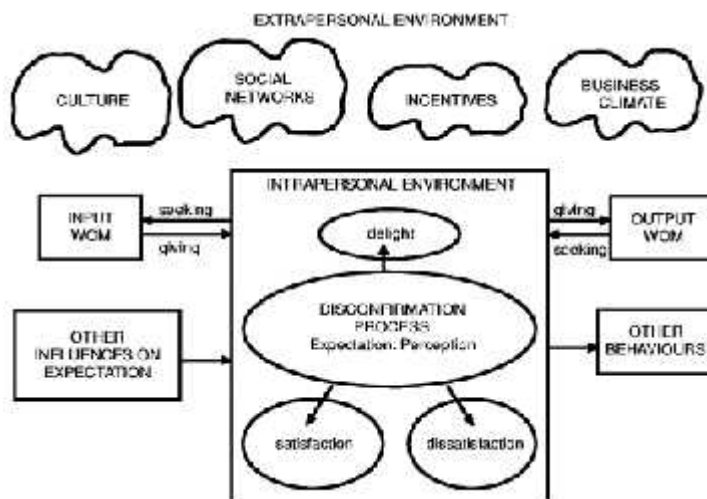 EXTRAPERSONAL ENVIRONMENT
CULTURE
SOCIAL
NETWORKS
INCENTIVES
BUSINESS
CLIMATE
INTRAPERSONAL ENVIRONMENT
INPUT
WOM
seeking
giving
delight
giving
seeking
OUTPUT
WOM
DISCONFIRMATION
PROCESS
Expectation: Perception
OTHER
INFLUENCES ON
EXPECTATION
OTHER
BEHAVIOURS
satisfaction
dissatisfaction